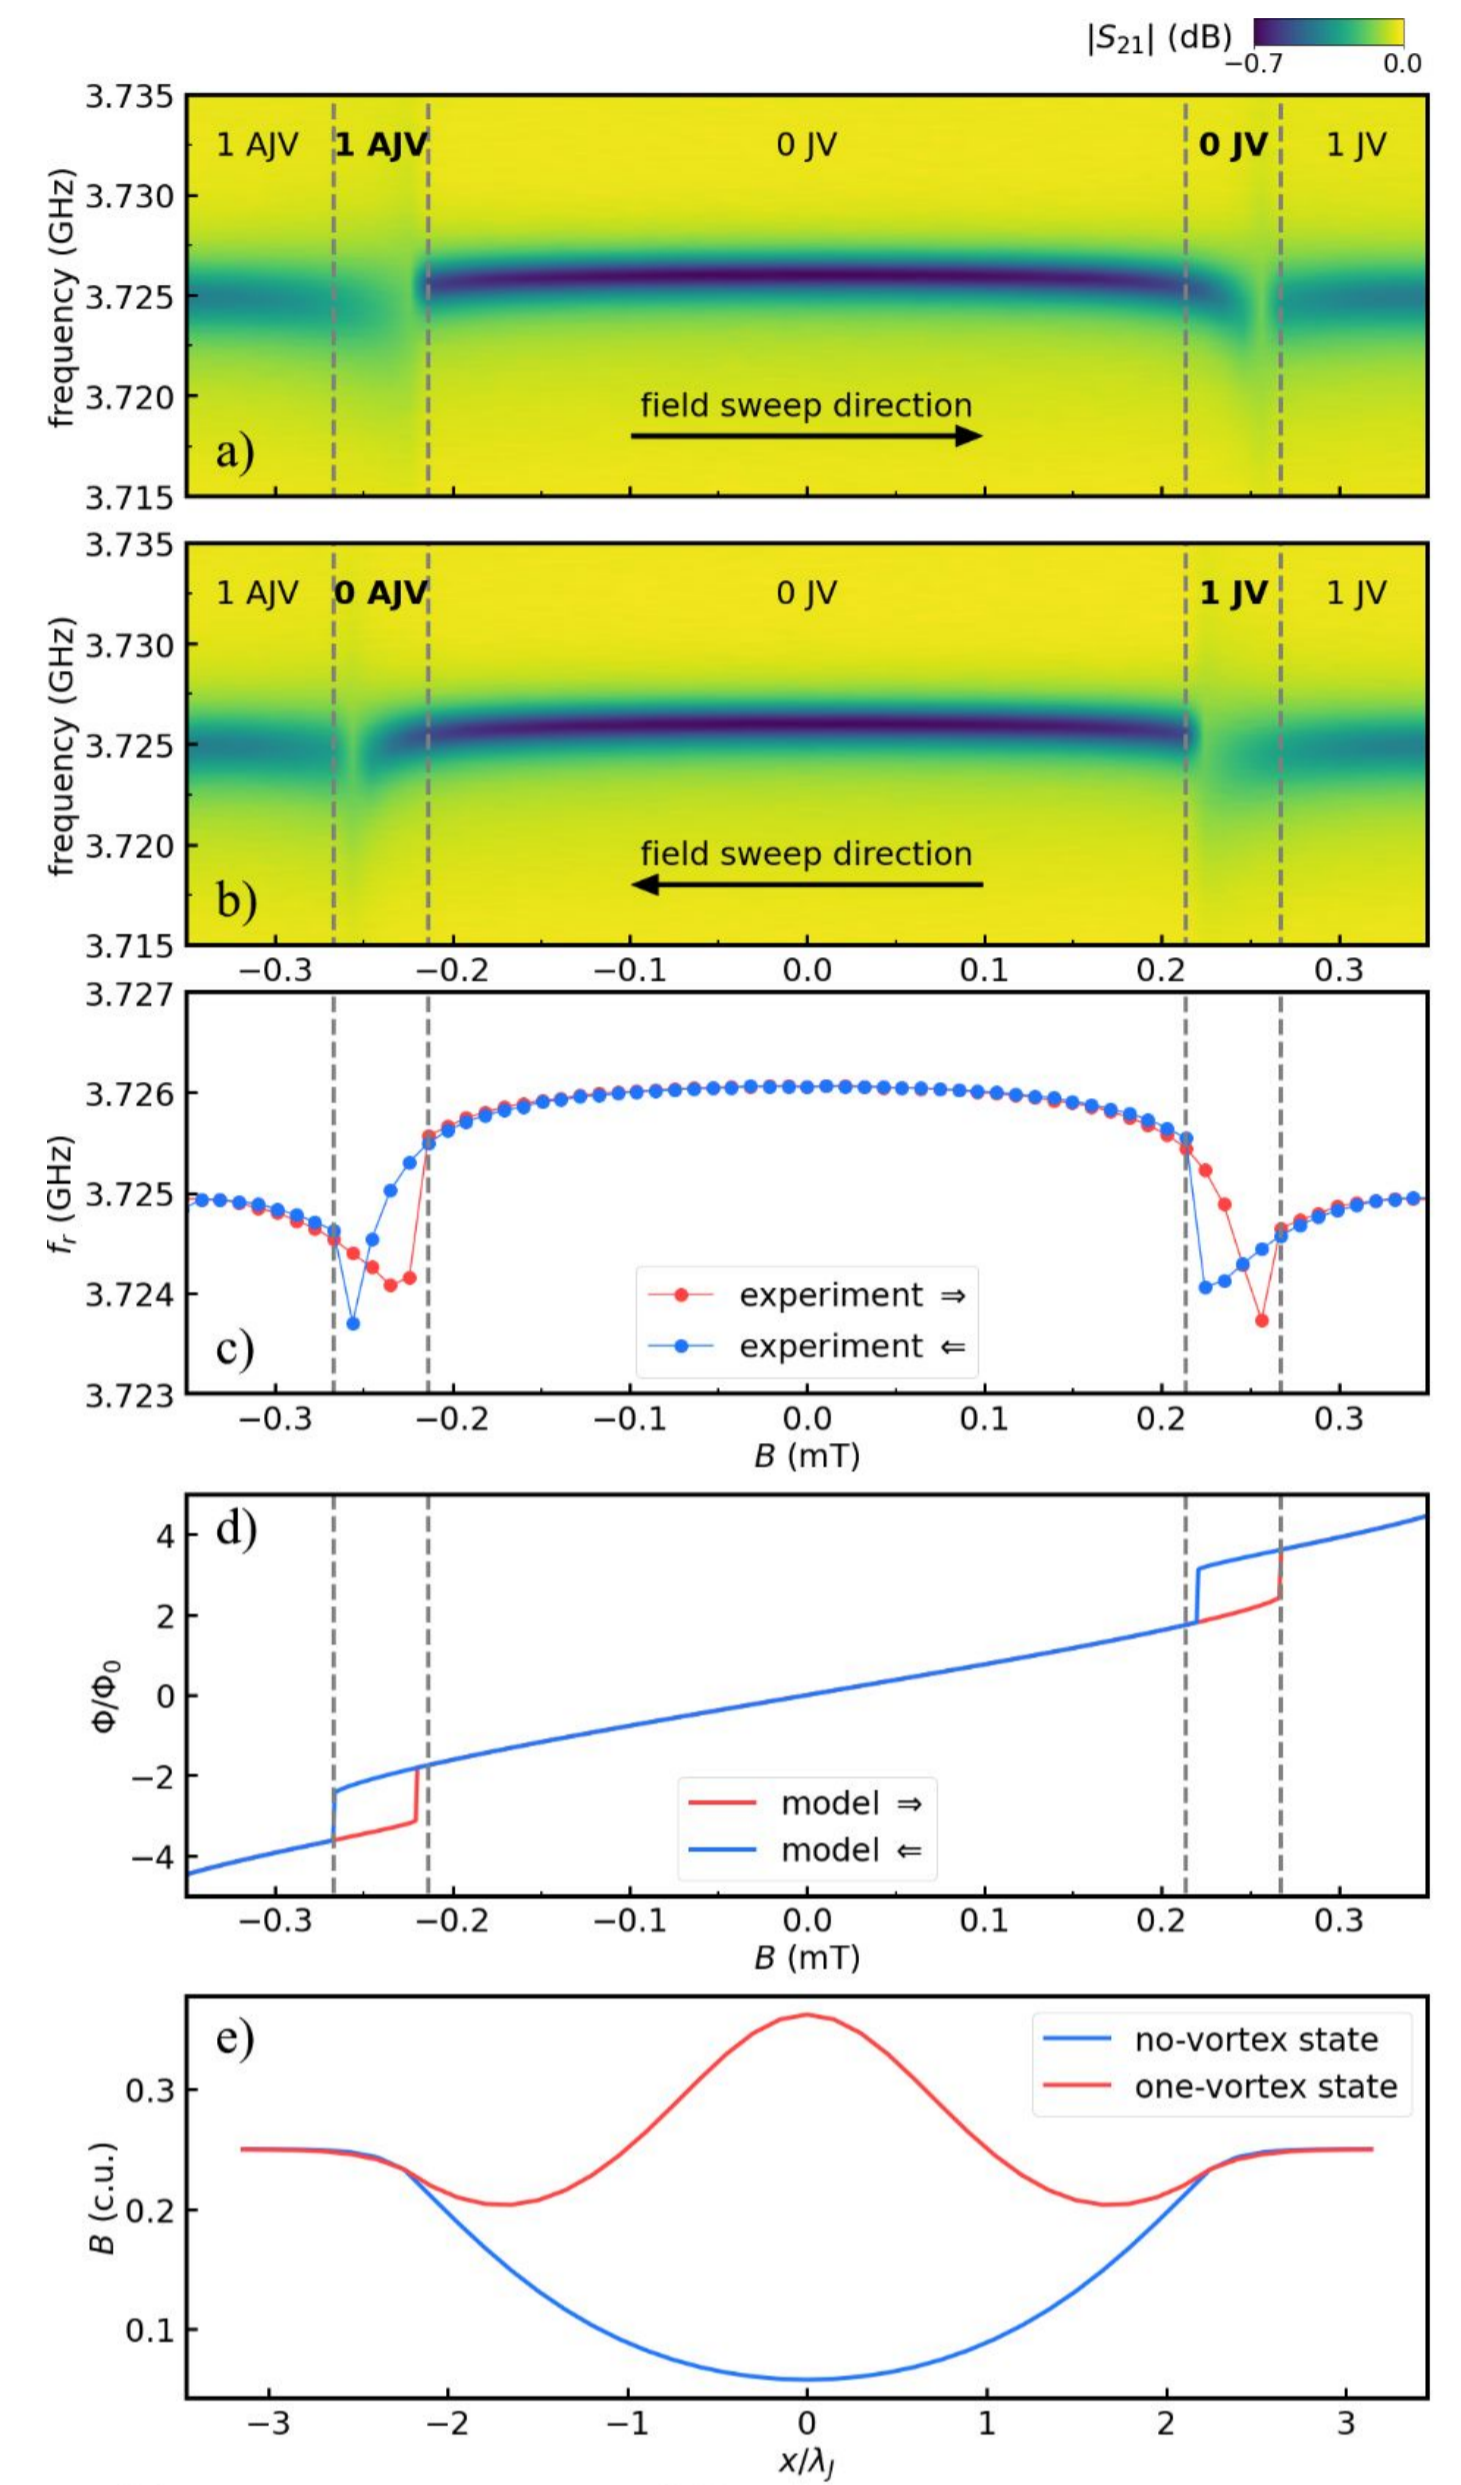 |S21| (dB)
−0.7 0.0
3.735
1 AJV 1 AJV 0 JV 0 JV 1 JV
3.730
3.725
3.720
3.715
frequency (GHz)
field sweep direction
a)
3.735
1 AJV 0 AJV 0 JV 1 JV 1 JV
3.730
3.725
3.720
3.715
frequency (GHz)
field sweep direction
b)
−0.3 −0.2 −0.1 0.0 0.1 0.2 0.3
3.727
3.726
3.725
3.724
3.723
fr (GHz)
experiment ⇒
experiment ⇐
c)
−0.3 −0.2 −0.1 0.0 0.1 0.2 0.3
B (mT)
d)
4
2
0
−2
−4
Φ/Φ0
model ⇒
model ⇐
−0.3 −0.2 −0.1 0.0 0.1 0.2 0.3
B (mT)
e)
no-vortex state
one-vortex state
0.3
0.2
0.1
B (c.u.)
−3 −2 −1 0 1 2 3
x/λJ